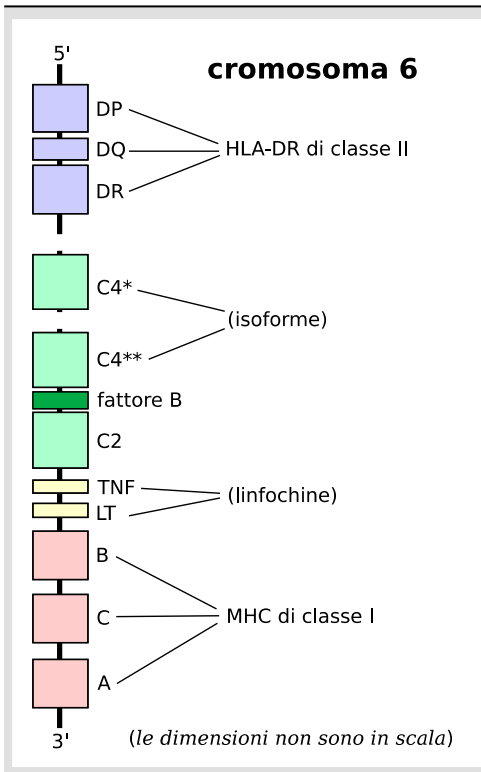 5'
cromosoma 6
DP
DQ
HLA-DR di classe II
DR
C4*
(isoforme)
C4**
fattore B
C2
TNF
(linfochine)
LT
B
C
MHC di classe I
A
3'
(le dimensioni non sono in scala)